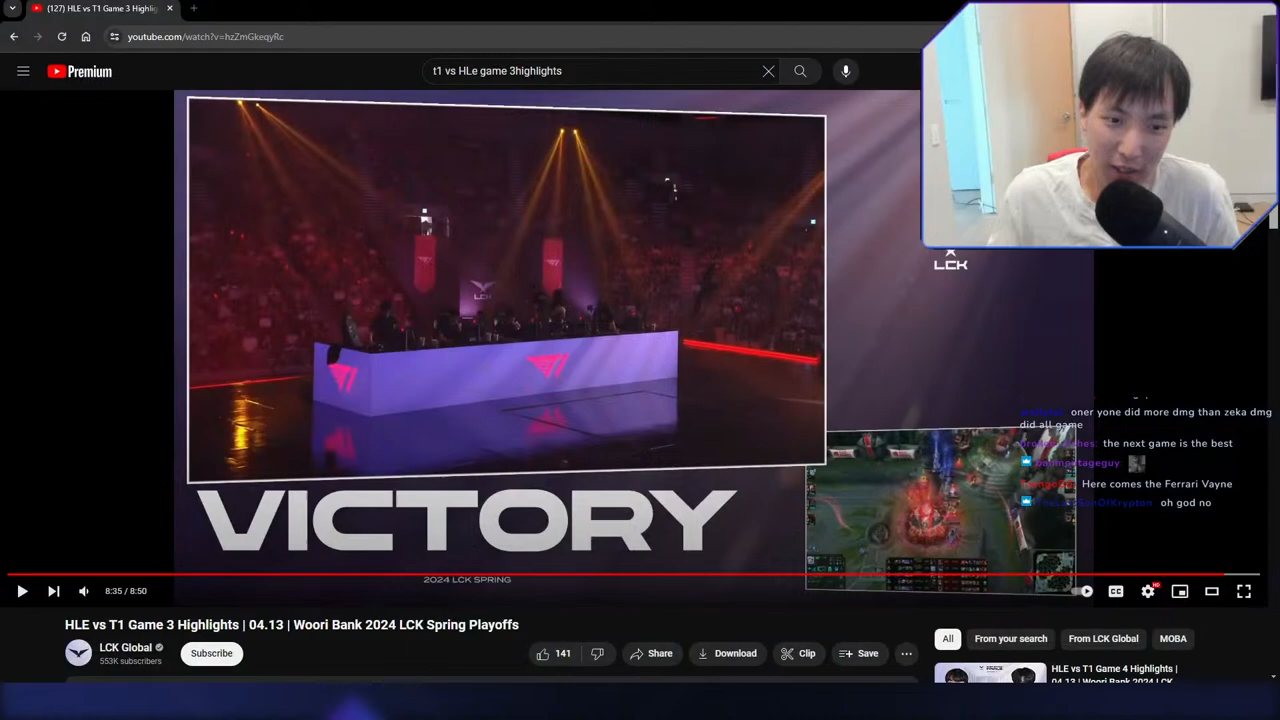 (127) HLE vs T1 Game 3 Highlig
youtube.com/watch?v=hzZmGkeqyRc
Premium
t1 vs HLe game 3highlights
LCK
LCK
T1
T1
VICTORY
2024 LCK SPRING
oner yone did more dmg than zeka dmg
did all game
the next game is the best
Here comes the Ferrari Vayne
oh god no
8:35 / 8:50
CC
HD
HLE vs T1 Game 3 Highlights | 04.13 | Woori Bank 2024 LCK Spring Playoffs
LCK Global
553K subscribers
Subscribe
141
Share
Download
Clip
Save
All
From your search
From LCK Global
MOBA
HLE vs T1 Game 4 Highlights |
04.13 | Woori Bank 2024 LCK